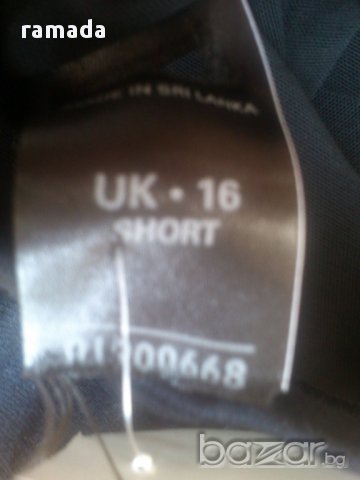 ramada
MADE IN SRI LANKA
UK • 16
SHORT
bazar.bg